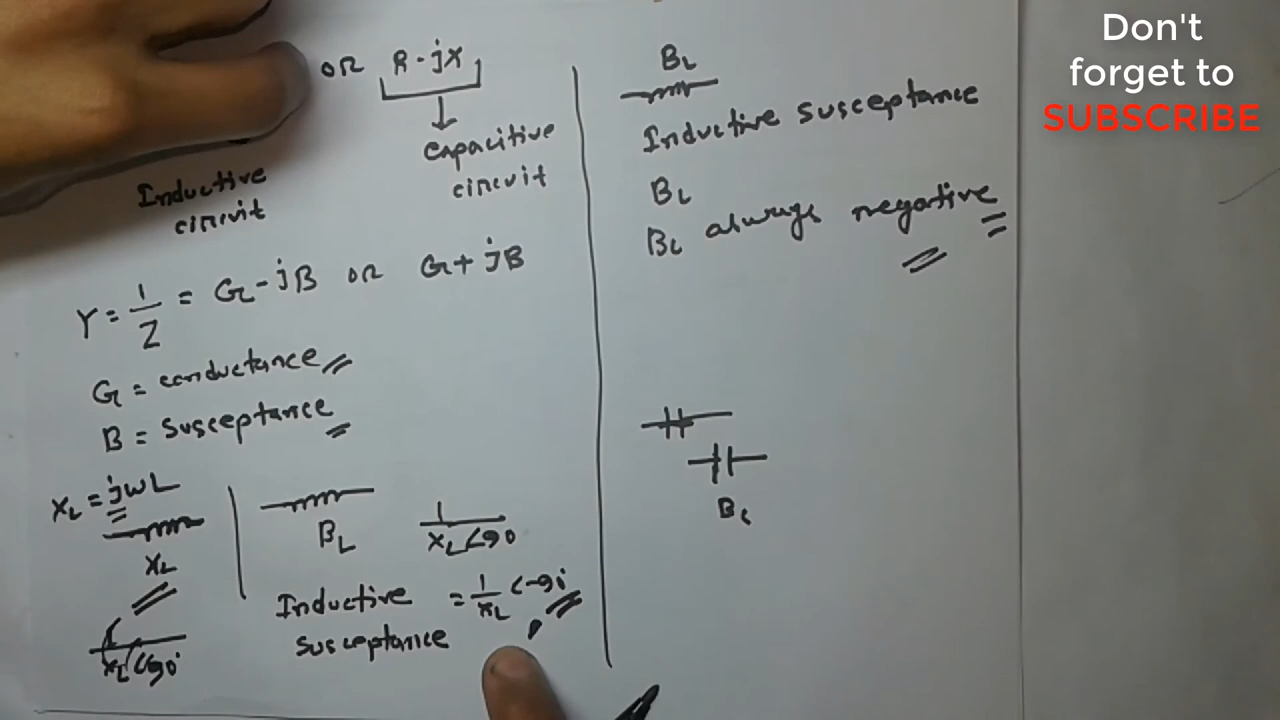 OR R - jX
Capacitive
circuit
Inductive
circuit
Y = 1/Z = G - jB OR G + jB
G = conductance
B = Susceptance
XL = jωL
XL
XL∠90°
BL
1/XL∠90
Inductive = 1/XL ∠-90°
susceptance
BL
Inductive susceptance
BL
BL always negative
Bc
Don't
forget to
SUBSCRIBE